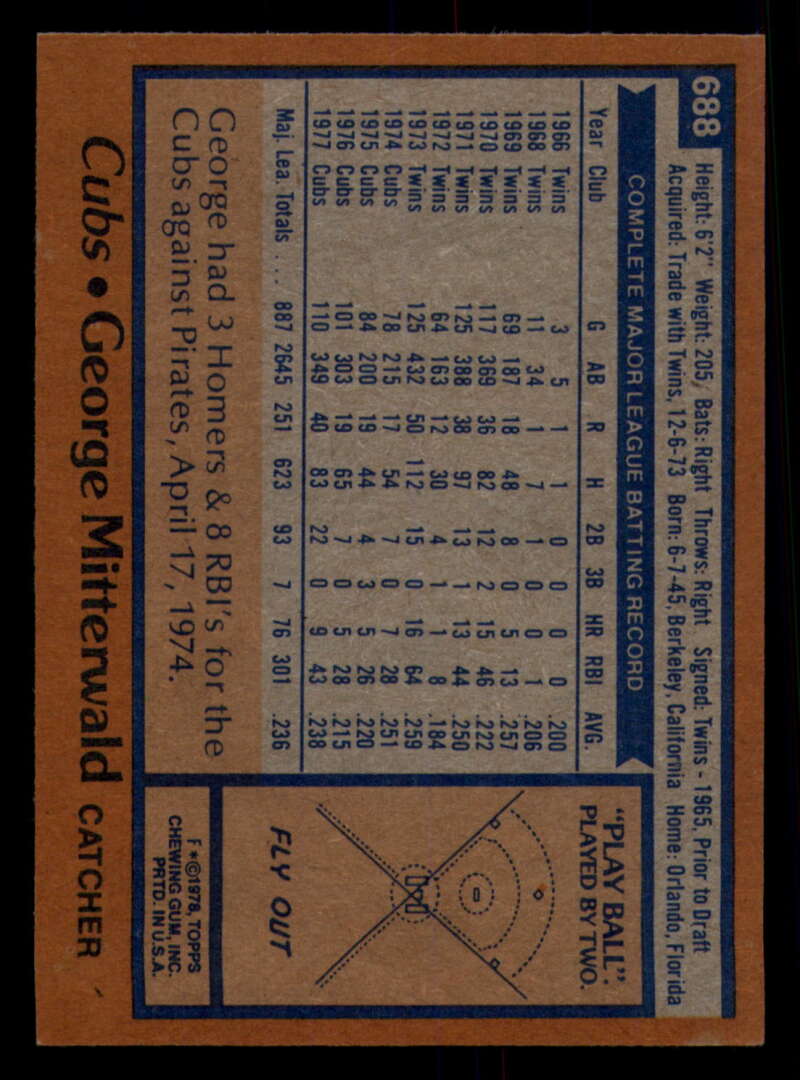 688
Height: 6'2" Weight: 205 Bats: Right Throws: Right Signed: Twins - 1965, Prior to Draft
Acquired: Trade with Twins, 12-6-73 Born: 6-7-45, Berkeley, California Home: Orlando, Florida
COMPLETE MAJOR LEAGUE BATTING RECORD
Year Club G AB R H 2B 3B HR RBI AVG.
1966 Twins 3 5 1 1 0 0 0 0 .200
1968 Twins 11 34 1 7 1 0 0 1 .206
1969 Twins 69 187 18 48 8 0 5 13 .257
1970 Twins 117 369 36 82 12 2 15 46 .222
1971 Twins 125 388 38 97 13 1 13 44 .250
1972 Twins 64 163 12 30 4 1 1 8 .184
1973 Twins 125 432 50 112 15 0 16 64 .259
1974 Cubs 78 215 17 54 7 0 7 28 .251
1975 Cubs 84 200 19 44 4 3 5 26 .220
1976 Cubs 101 303 19 65 7 0 5 28 .215
1977 Cubs 110 349 40 83 22 0 9 43 .238
Maj. Lea. Totals . . . 887 2645 251 623 93 7 76 301 .236
George had 3 Homers & 8 RBI's for the
Cubs against Pirates, April 17, 1974.
"PLAY BALL":
PLAYED BY TWO.
FLY OUT
F*©1978, TOPPS
CHEWING GUM, INC.
PRTD. IN U.S.A.
Cubs • George Mitterwald CATCHER